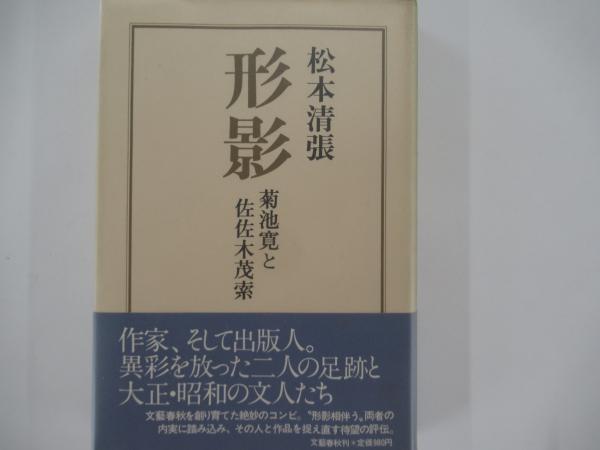 松本清張
形影
菊池寛と
佐佐木茂索
作家、そして出版人。
異彩を放った二人の足跡と
大正・昭和の文人たち
文藝春秋を創り育てた絶妙のコンビ。〝形影相伴う〟両者の
内実に踏み込み、その人と作品を捉え直す待望の評伝。
文藝春秋刊＊定価980円